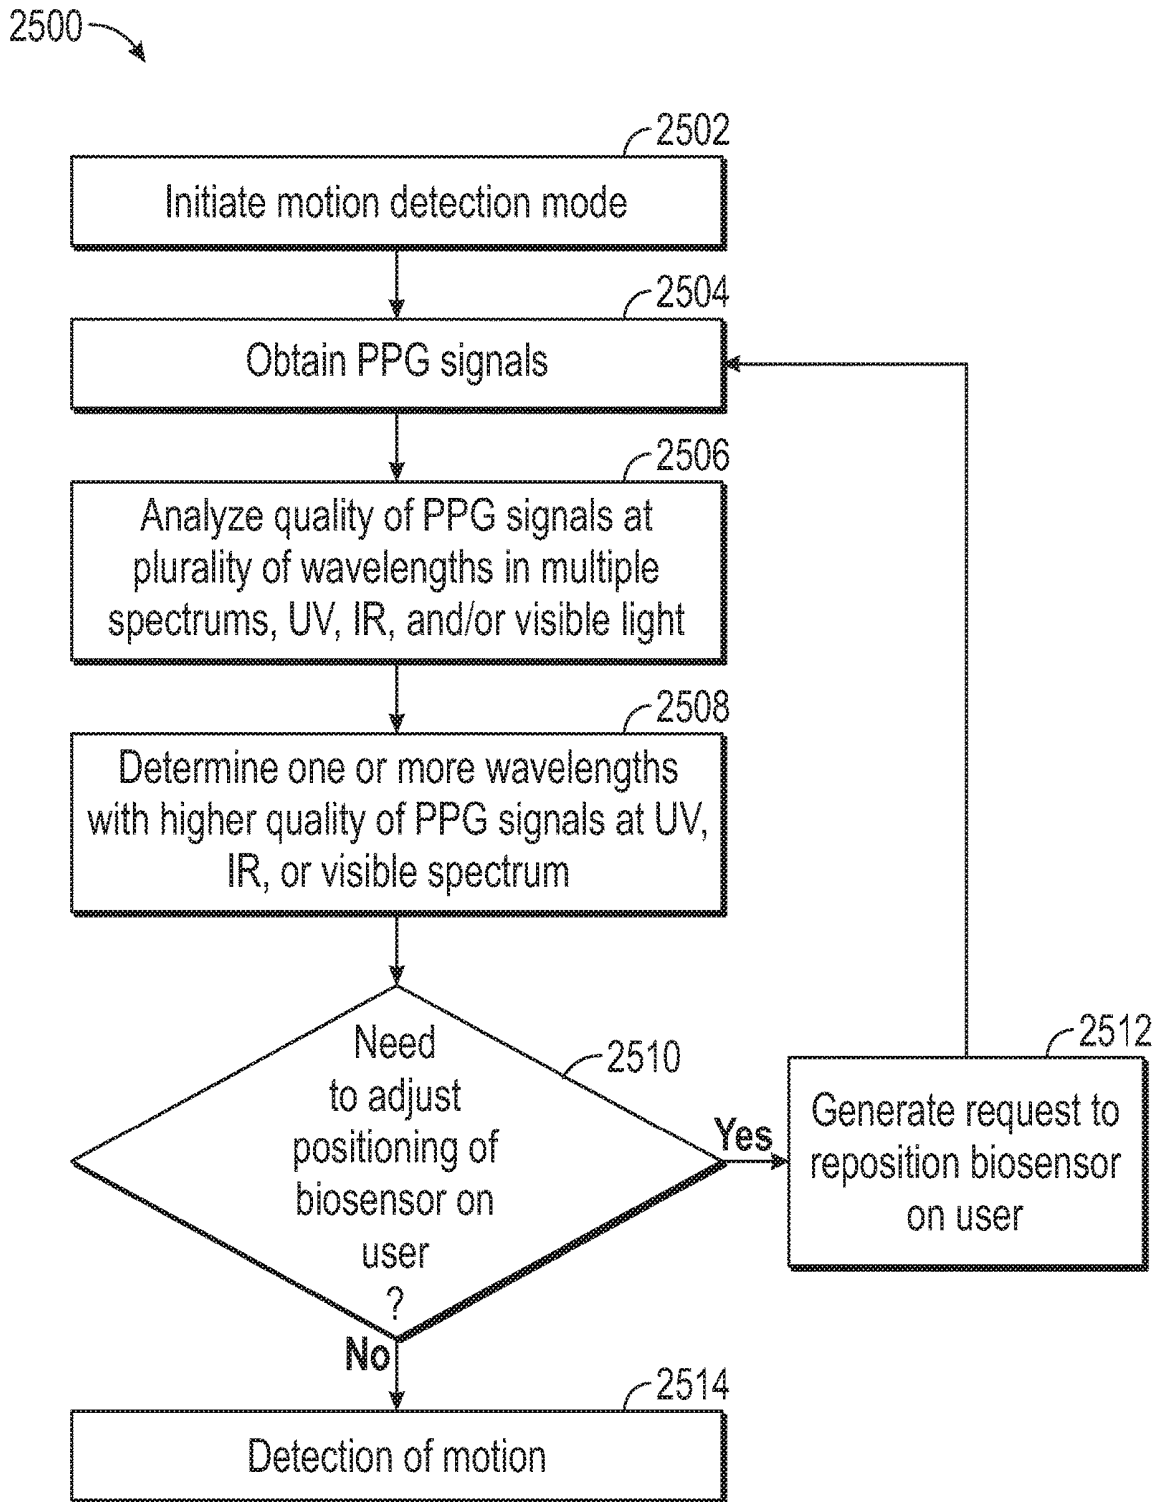 2500
2502
Initiate motion detection mode
2504
Obtain PPG signals
2506
Analyze quality of PPG signals at
plurality of wavelengths in multiple
spectrums, UV, IR, and/or visible light
2508
Determine one or more wavelengths
with higher quality of PPG signals at UV,
IR, or visible spectrum
2510
Need
to adjust
positioning of
biosensor on
user
?
Yes
2512
Generate request to
reposition biosensor
on user
No
2514
Detection of motion